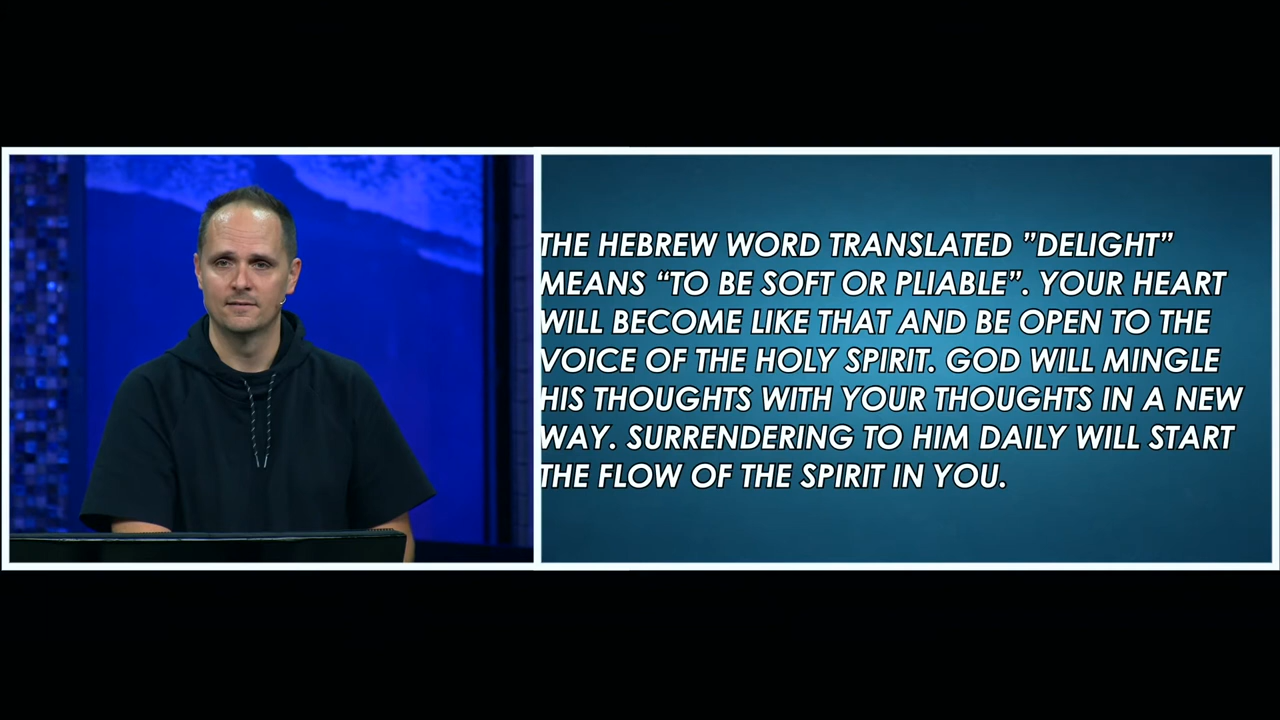 THE HEBREW WORD TRANSLATED ”DELIGHT”
MEANS “TO BE SOFT OR PLIABLE”. YOUR HEART
WILL BECOME LIKE THAT AND BE OPEN TO THE
VOICE OF THE HOLY SPIRIT. GOD WILL MINGLE
HIS THOUGHTS WITH YOUR THOUGHTS IN A NEW
WAY. SURRENDERING TO HIM DAILY WILL START
THE FLOW OF THE SPIRIT IN YOU.